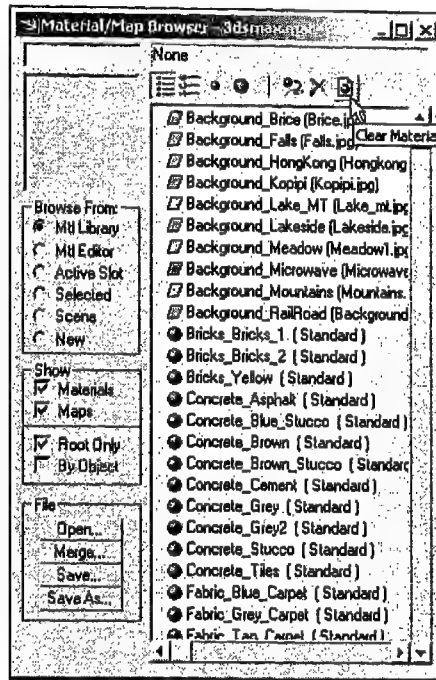 Material/Map Browser - 3dsmax.mat
None
Clear Material
Background_Brice (Brice.jpg
Background_Falls (Falls.jpg)
Background_HongKong (Hongkong
Background_Kopipi (Kopipi.jpg)
Background_Lake_MT (Lake_mt.jpg
Background_Lakeside (Lakeside.jpg
Background_Meadow (Meadow1.jpg
Background_Microwave (Microwave
Background_Mountains (Mountains.
Background_RailRoad (Background
Bricks_Bricks_1 ( Standard )
Bricks_Bricks_2 ( Standard )
Bricks_Yellow ( Standard )
Concrete_Asphalt ( Standard )
Concrete_Blue_Stucco ( Standard )
Concrete_Brown ( Standard )
Concrete_Brown_Stucco ( Standard
Concrete_Cement ( Standard )
Concrete_Grey ( Standard )
Concrete_Grey2 ( Standard )
Concrete_Stucco ( Standard )
Concrete_Tiles ( Standard )
Fabric_Blue_Carpet ( Standard )
Fabric_Grey_Carpet ( Standard )
Fabric_Tan_Carpet ( Standard )
Browse From:
Mtl Library
Mtl Editor
Active Slot
Selected
Scene
New
Show
Materials
Maps
Root Only
By Object
File
Open...
Merge...
Save...
Save As...